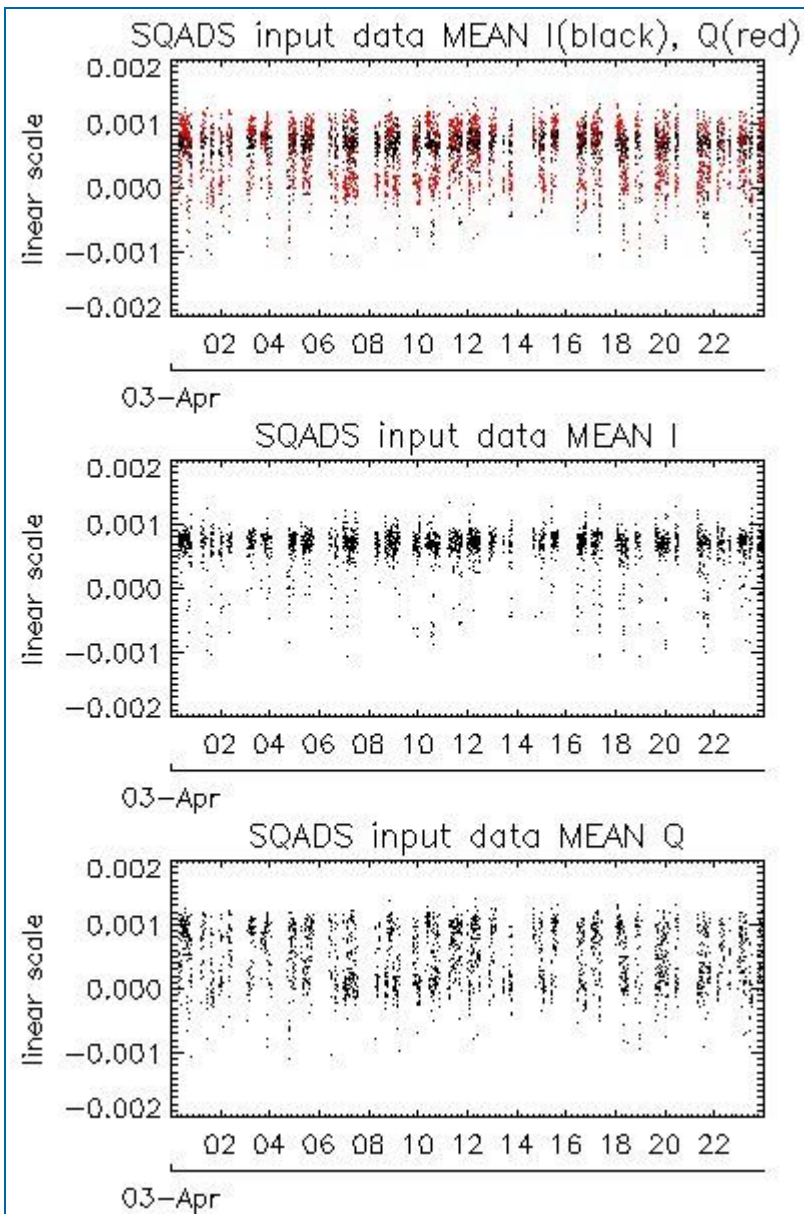 SQADS input data MEAN I(black), Q(red)
0.002
0.001
0.000
−0.001
−0.002
linear scale
02 04 06 08 10 12 14 16 18 20 22
03-Apr
SQADS input data MEAN I
0.002
0.001
0.000
−0.001
−0.002
linear scale
02 04 06 08 10 12 14 16 18 20 22
03-Apr
SQADS input data MEAN Q
0.002
0.001
0.000
−0.001
−0.002
linear scale
02 04 06 08 10 12 14 16 18 20 22
03-Apr